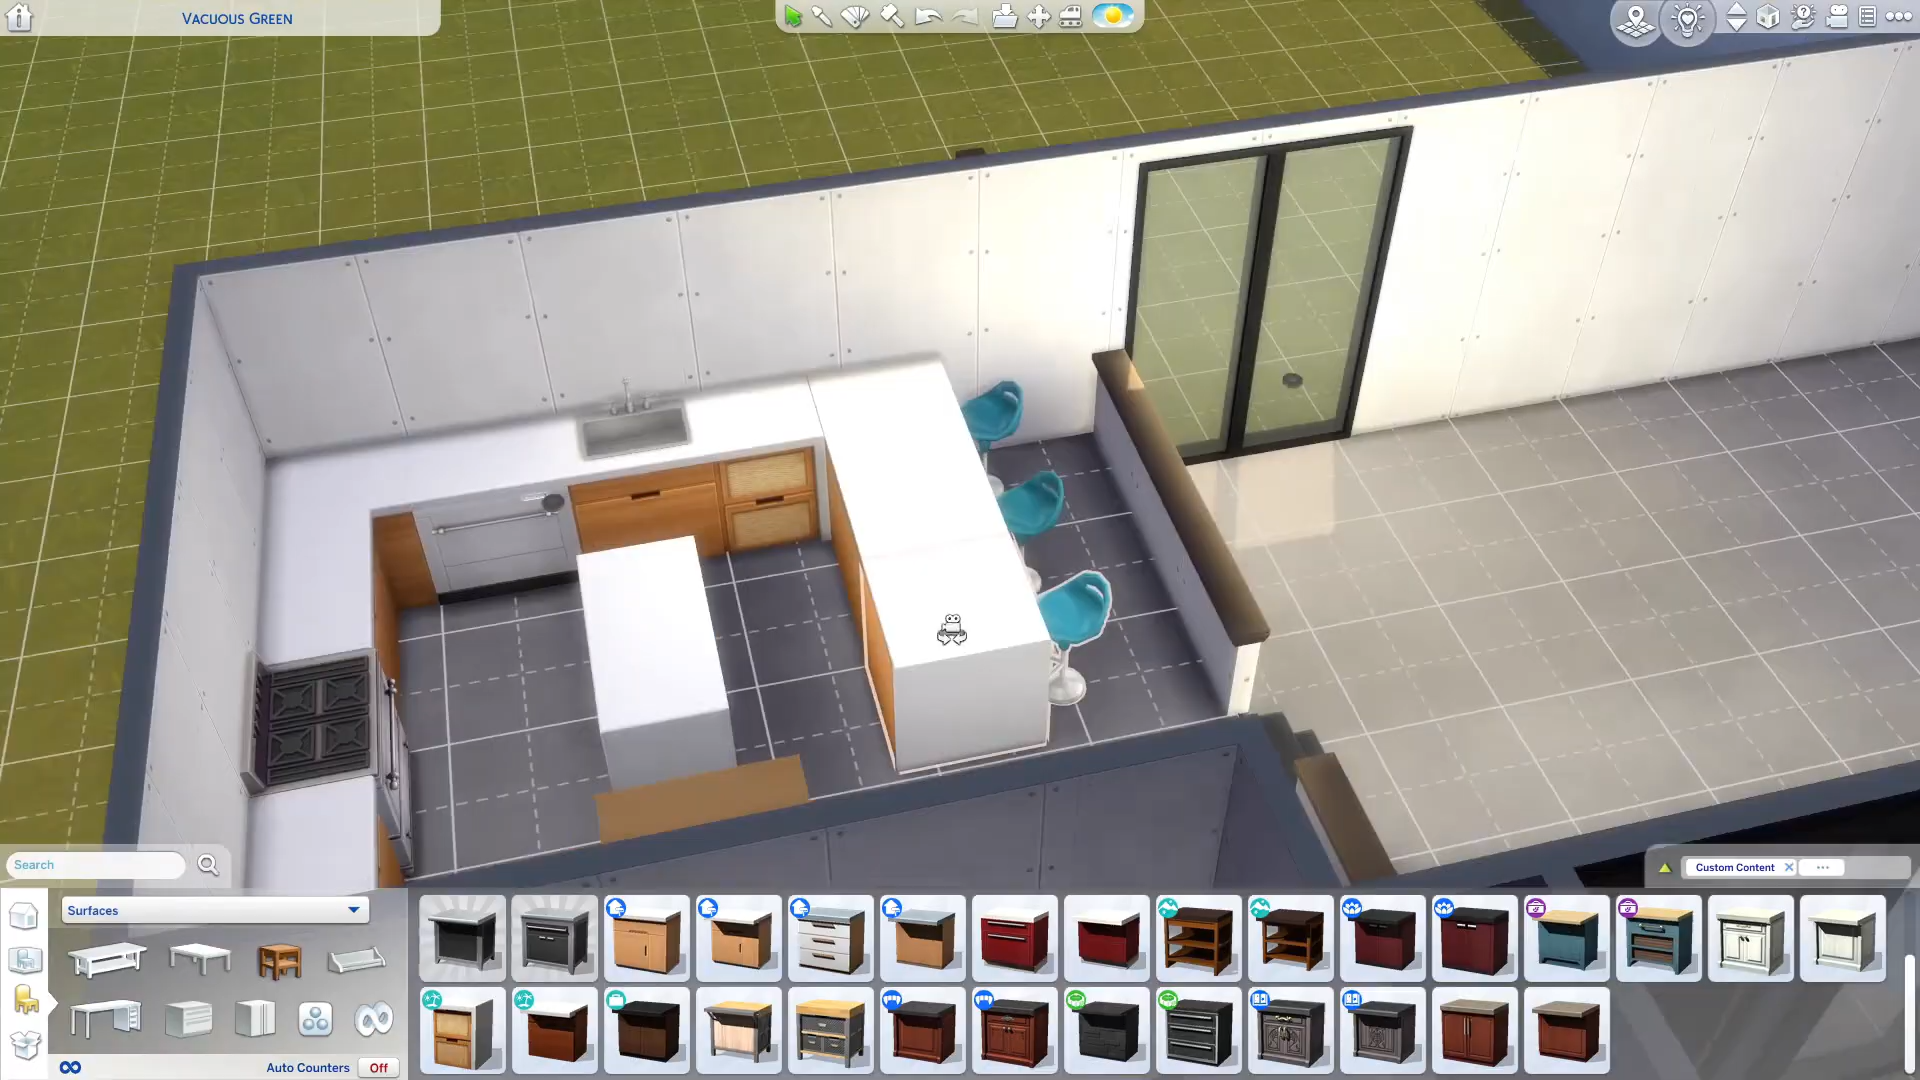 Vacuous Green
Search
Custom Content
Surfaces
Auto Counters Off